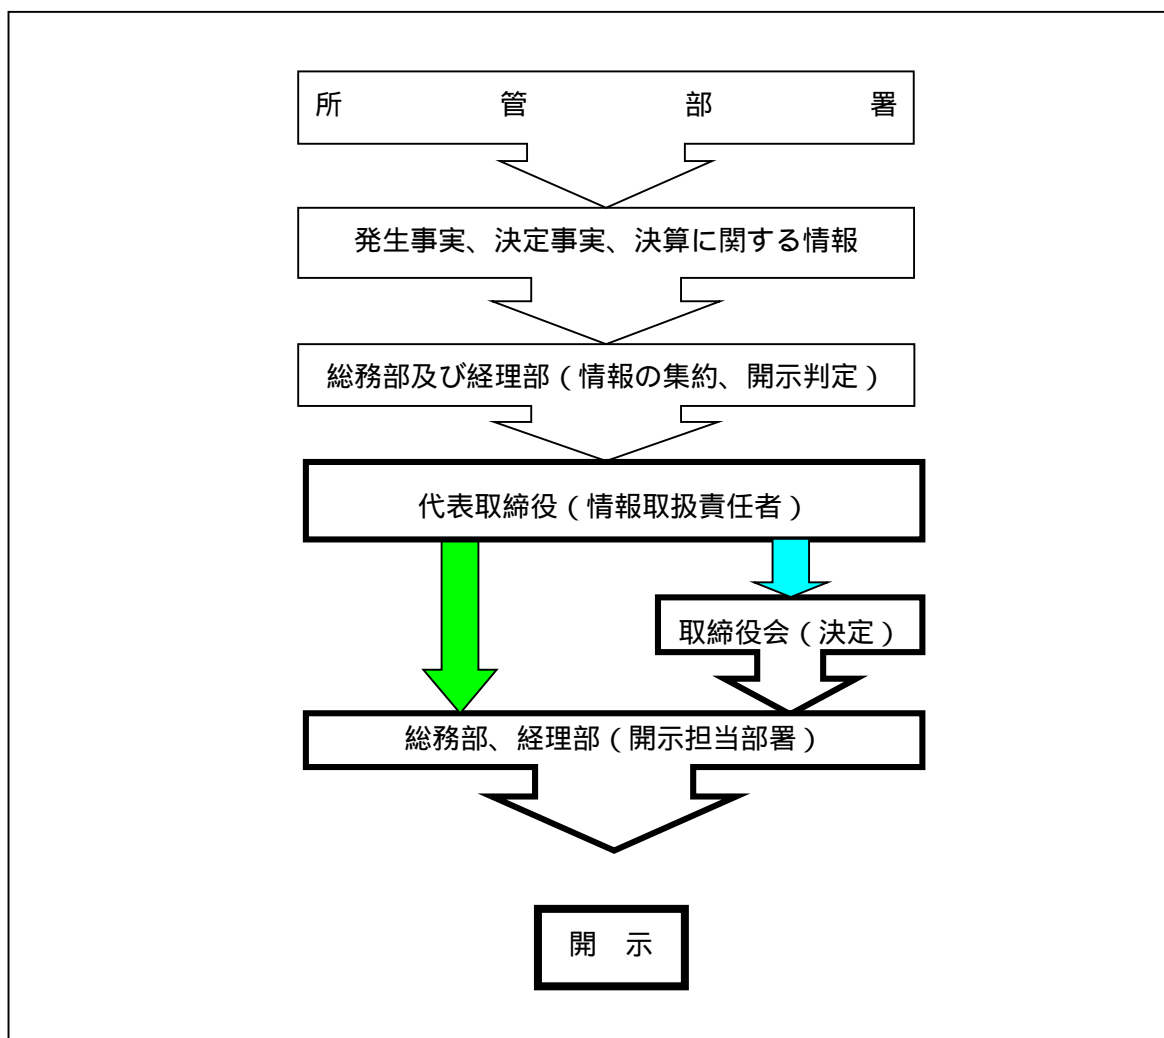 所管部署
発生事実、決定事実、決算に関する情報
総務部及び経理部（情報の集約、開示判定）
代表取締役（情報取扱責任者）
取締役会（決定）
総務部、経理部（開示担当部署）
開　示